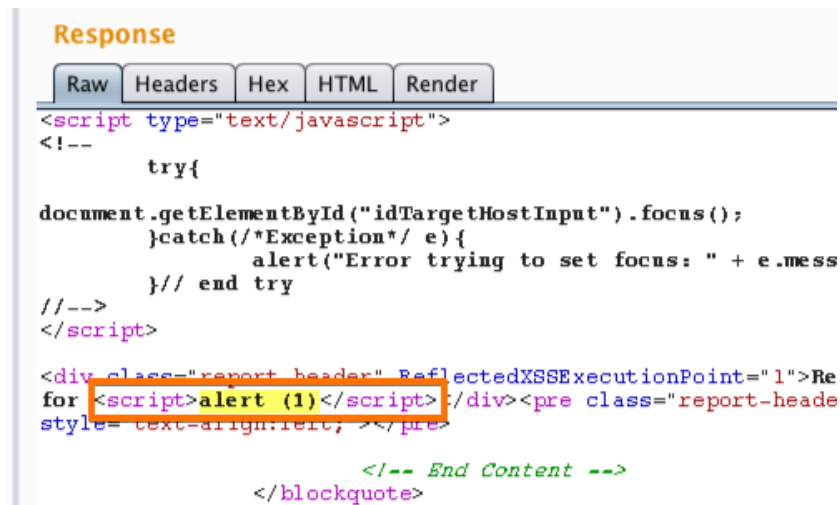 Response
Raw Headers Hex HTML Render
<script type="text/javascript">
<!--
try{
document.getElementById("idTargetHostInput").focus();
}catch(/*Exception*/ e){
alert("Error trying to set focus: " + e.mess
}// end try
//-->
</script>
<div class="report-header" ReflectedXSSExecutionPoint="1">Re
for <script>alert (1)</script></div><pre class="report-heade
style="text-align:left;"></pre>
<!-- End Content -->
</blockquote>